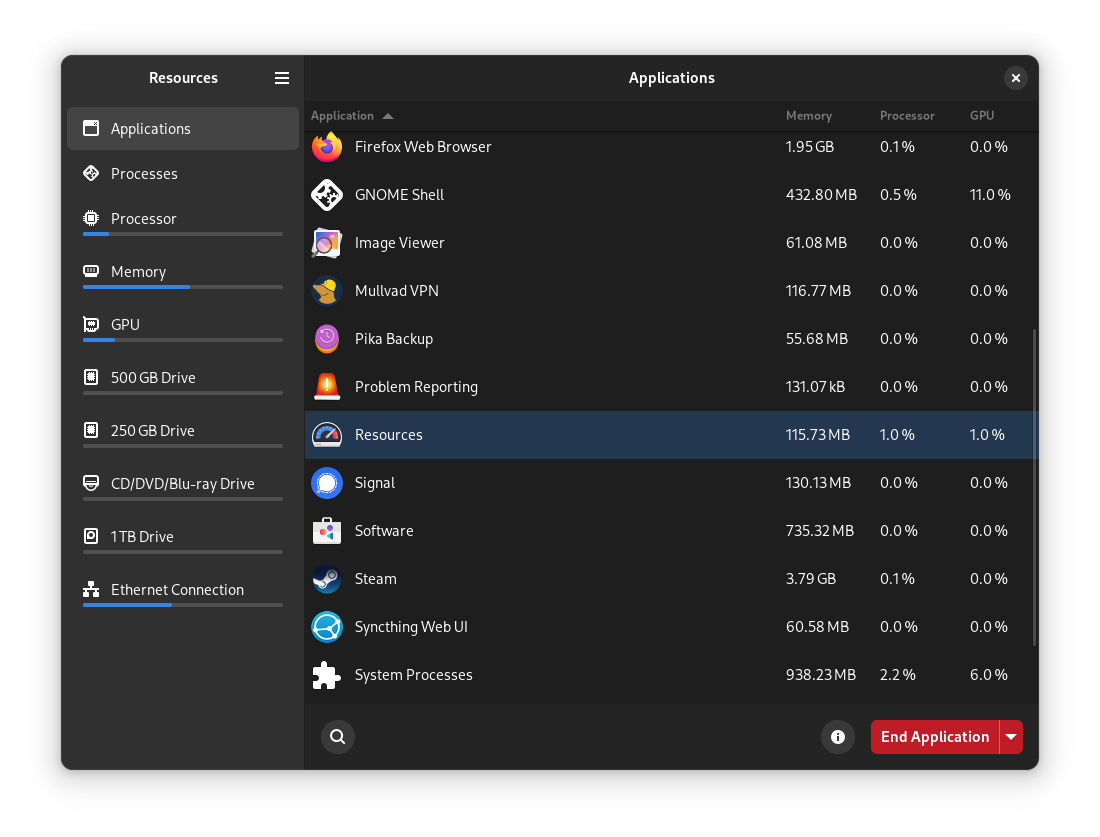 Resources
Applications
Processes
Processor
Memory
GPU
500 GB Drive
250 GB Drive
CD/DVD/Blu-ray Drive
1 TB Drive
Ethernet Connection
Applications
Application Memory Processor GPU
Firefox Web Browser 1.95 GB 0.1 % 0.0 %
GNOME Shell 432.80 MB 0.5 % 11.0 %
Image Viewer 61.08 MB 0.0 % 0.0 %
Mullvad VPN 116.77 MB 0.0 % 0.0 %
Pika Backup 55.68 MB 0.0 % 0.0 %
Problem Reporting 131.07 kB 0.0 % 0.0 %
Resources 115.73 MB 1.0 % 1.0 %
Signal 130.13 MB 0.0 % 0.0 %
Software 735.32 MB 0.0 % 0.0 %
Steam 3.79 GB 0.1 % 0.0 %
Syncthing Web UI 60.58 MB 0.0 % 0.0 %
System Processes 938.23 MB 2.2 % 6.0 %
End Application